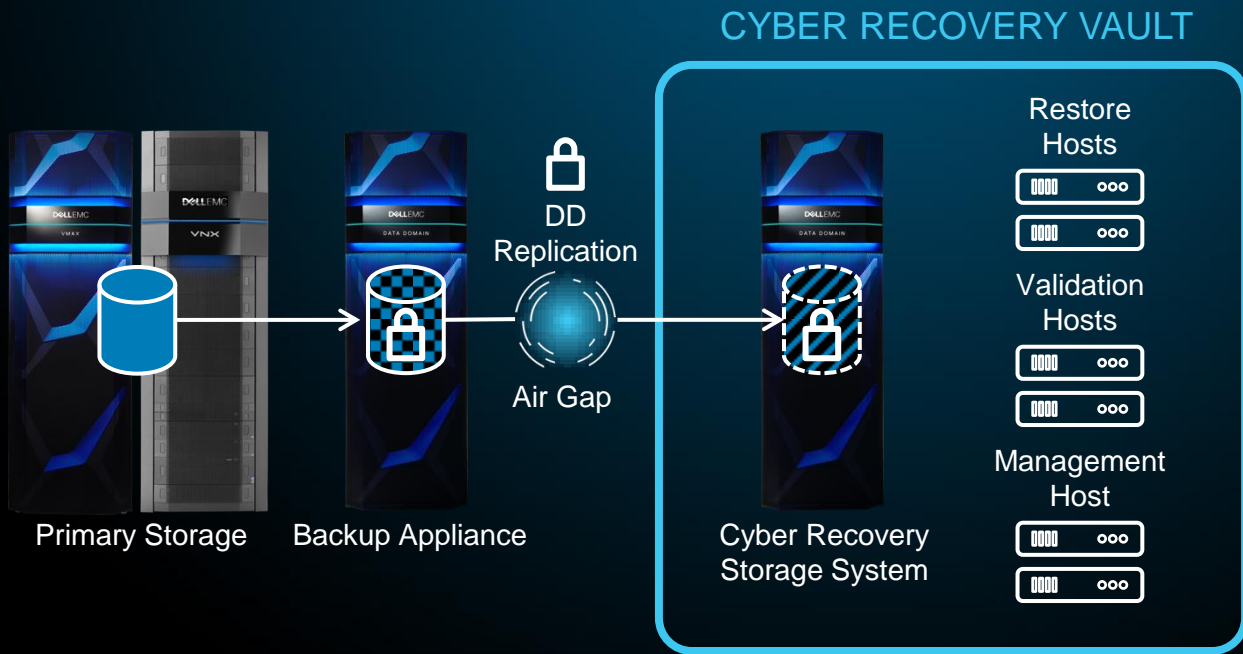 CYBER RECOVERY VAULT
Restore
Hosts
DELLEMC
VMAX
DELLEMC
VNX
DELLEMC
DATA DOMAIN
DD
Replication
DELLEMC
DATA DOMAIN
Validation
Hosts
Air Gap
Management
Host
Primary Storage
Backup Appliance
Cyber Recovery
Storage System